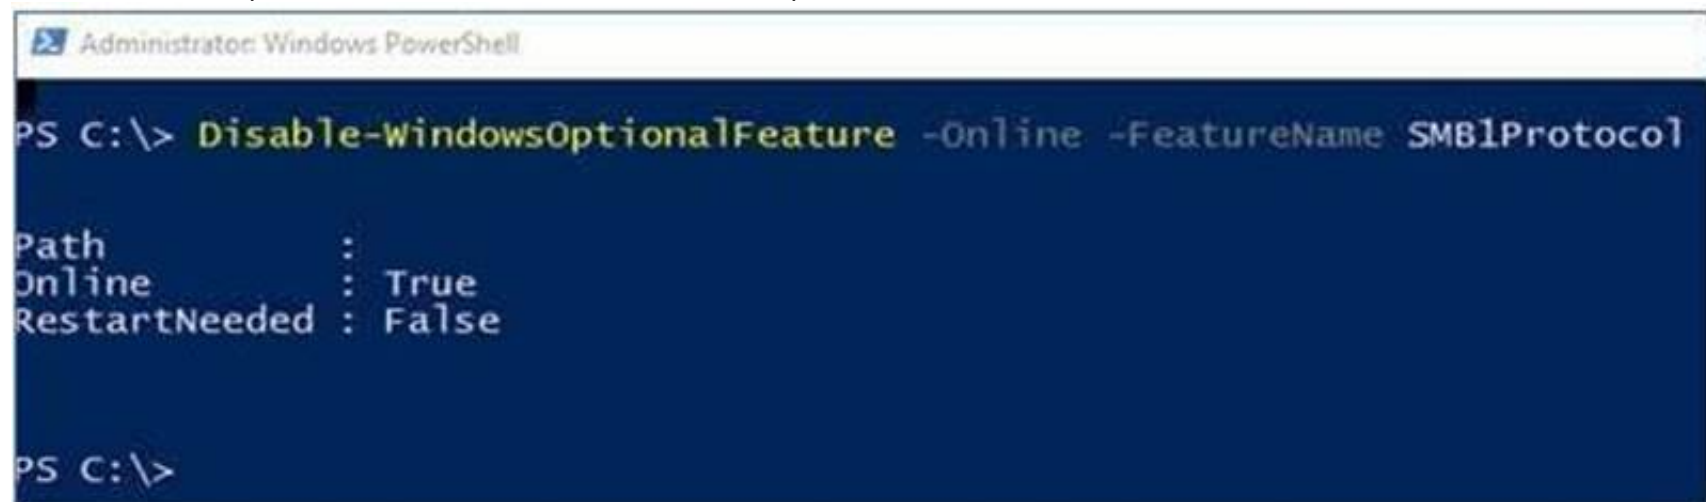 Administrator: Windows PowerShell
PS C:\> Disable-WindowsOptionalFeature -Online -FeatureName SMB1Protocol
Path :
Online : True
RestartNeeded : False
PS C:\>